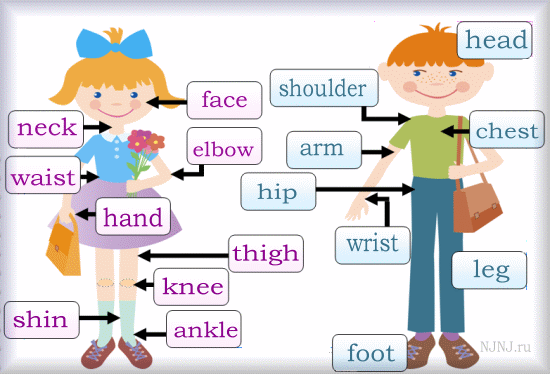 head
face
shoulder
neck
chest
elbow
arm
waist
hip
hand
wrist
thigh
leg
knee
shin
ankle
foot
NJNJ.ru